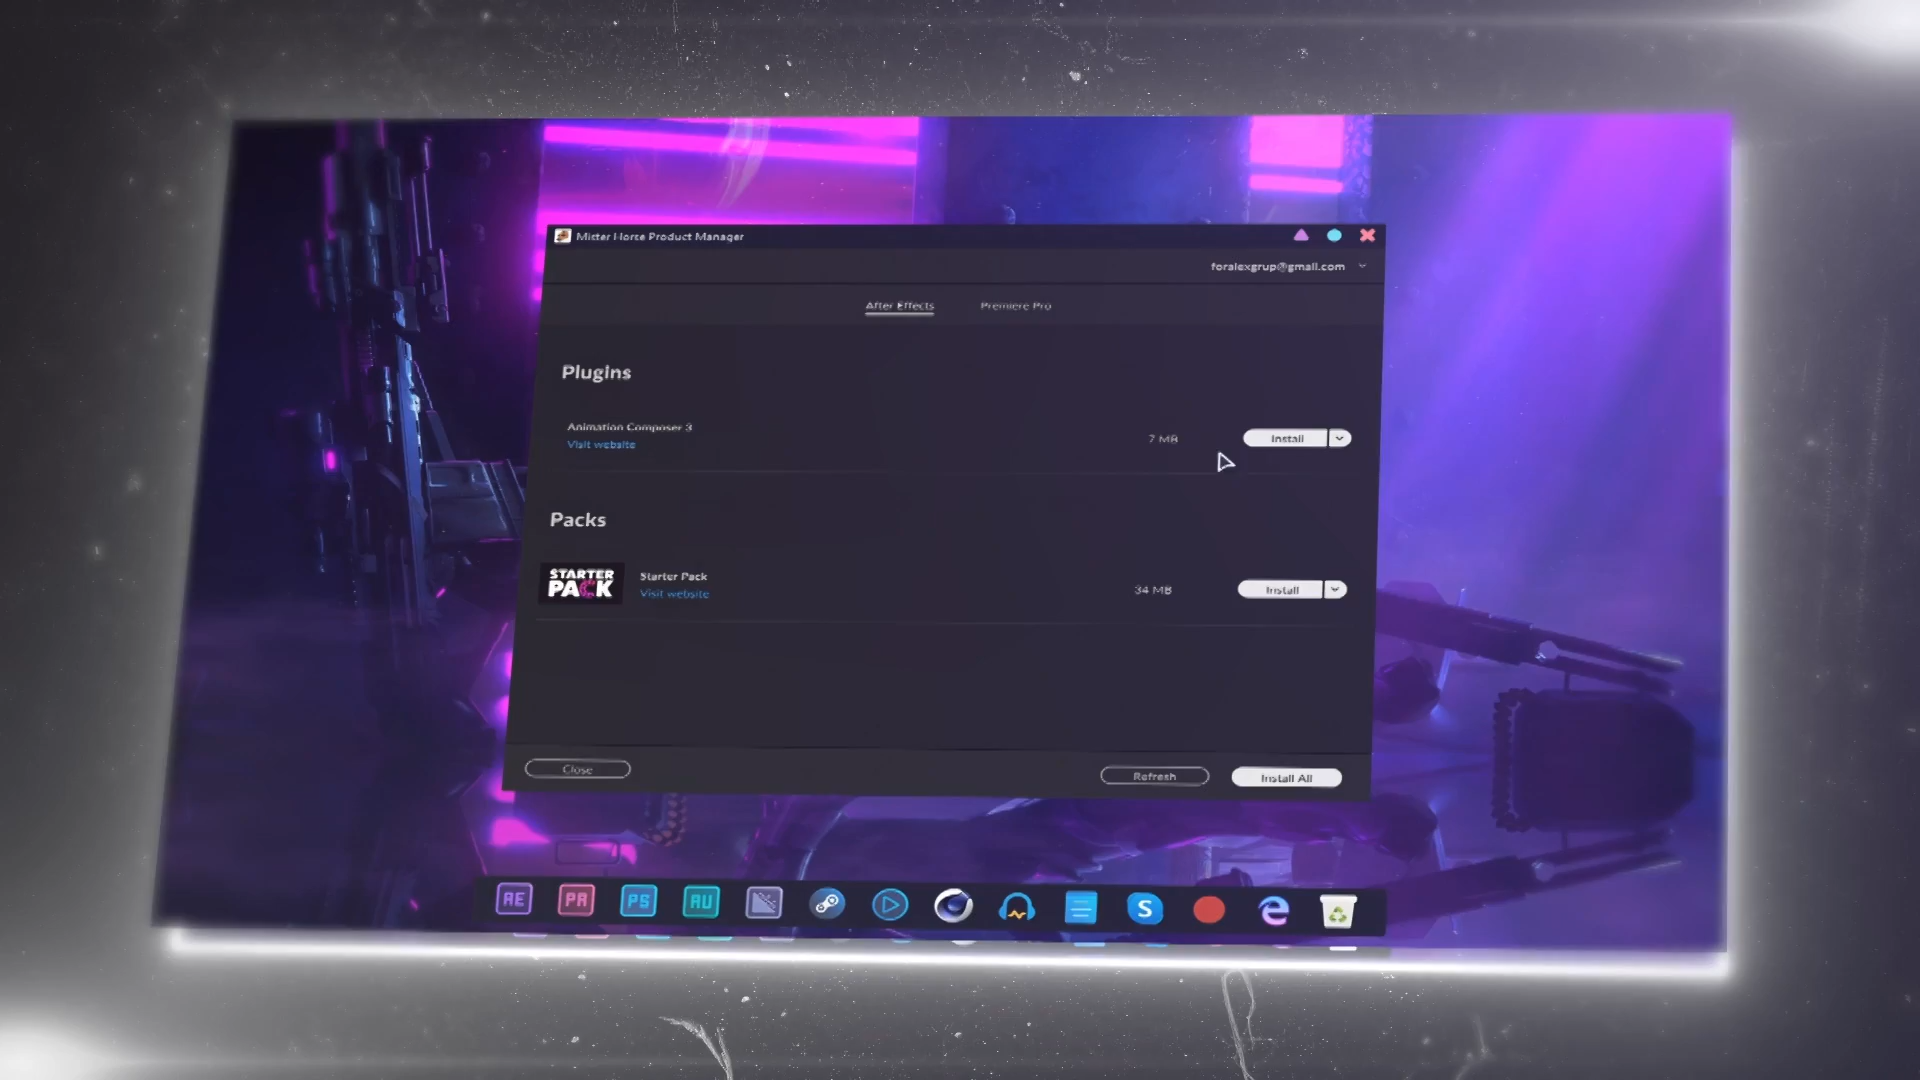 Mister Horse Product Manager
foralexgrup@gmail.com
After Effects
Premiere Pro
Plugins
Animation Composer 3
Visit website
7 MB
Install
Packs
STARTER PACK
Starter Pack
Visit website
34 MB
Install
Close
Refresh
Install All
AE
PR
PS
AU
S